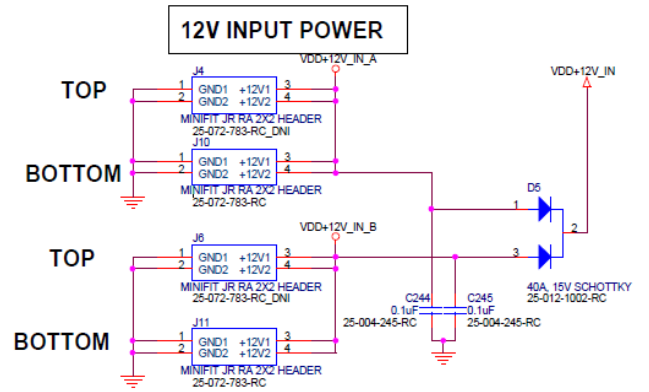 12V INPUT POWER
VDD+12V_IN_A
VDD+12V_IN
TOP
J4
1 GND1 +12V1 3
2 GND2 +12V2 4
MINIFIT JR RA 2X2 HEADER
25-072-783-RC_DNI
BOTTOM
J10
1 GND1 +12V1 3
2 GND2 +12V2 4
MINIFIT JR RA 2X2 HEADER
25-072-783-RC
D5
1
2
3
40A, 15V SCHOTTKY
25-012-1002-RC
VDD+12V_IN_B
TOP
J6
1 GND1 +12V1 3
2 GND2 +12V2 4
MINIFIT JR RA 2X2 HEADER
25-072-783-RC_DNI
C244
0.1uF
25-004-245-RC
C245
0.1uF
25-004-245-RC
BOTTOM
J11
1 GND1 +12V1 3
2 GND2 +12V2 4
MINIFIT JR RA 2X2 HEADER
25-072-783-RC